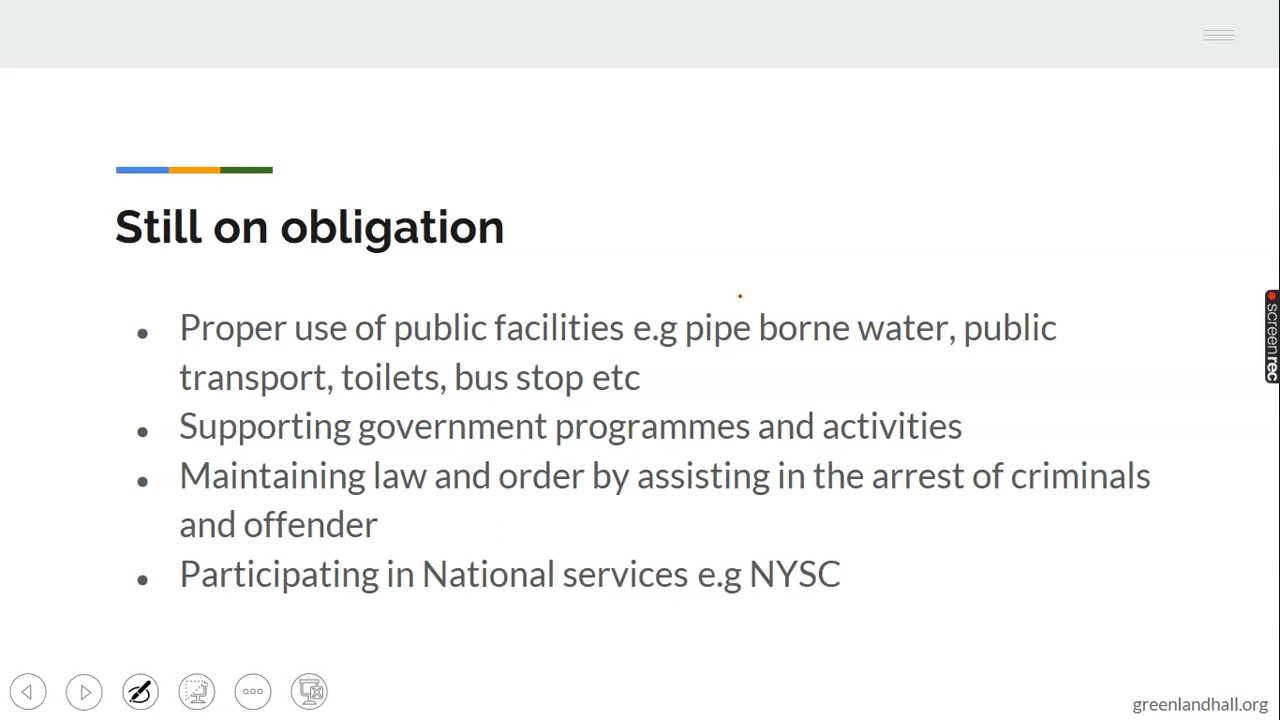 Still on obligation
• Proper use of public facilities e.g pipe borne water, public
transport, toilets, bus stop etc
• Supporting government programmes and activities
• Maintaining law and order by assisting in the arrest of criminals
and offender
• Participating in National services e.g NYSC
screenrec
greenlandhall.org